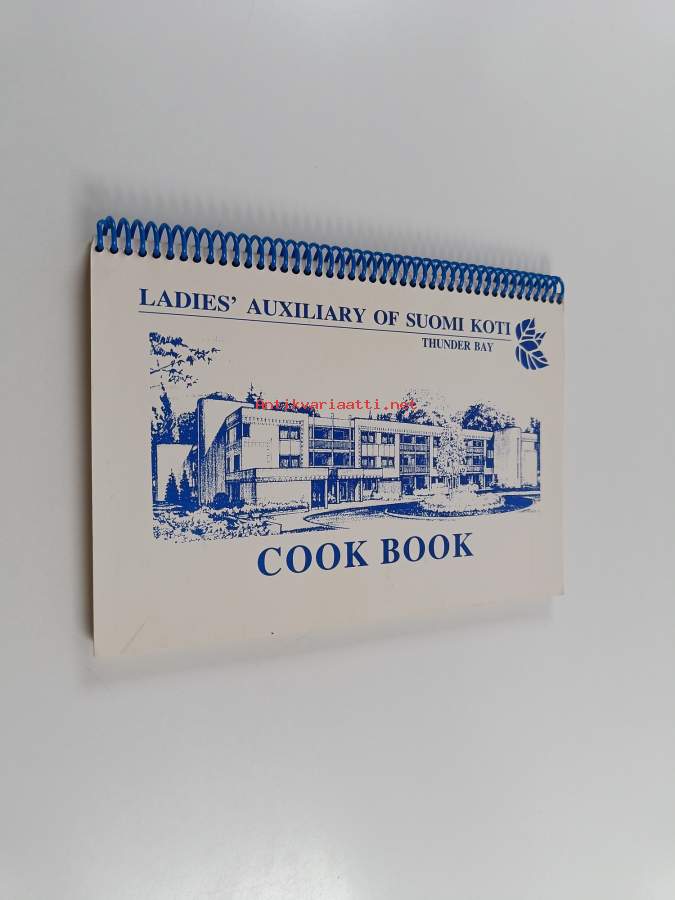 LADIES’ AUXILIARY OF SUOMI KOTI
THUNDER BAY
Antikvariaatti.net
COOK BOOK